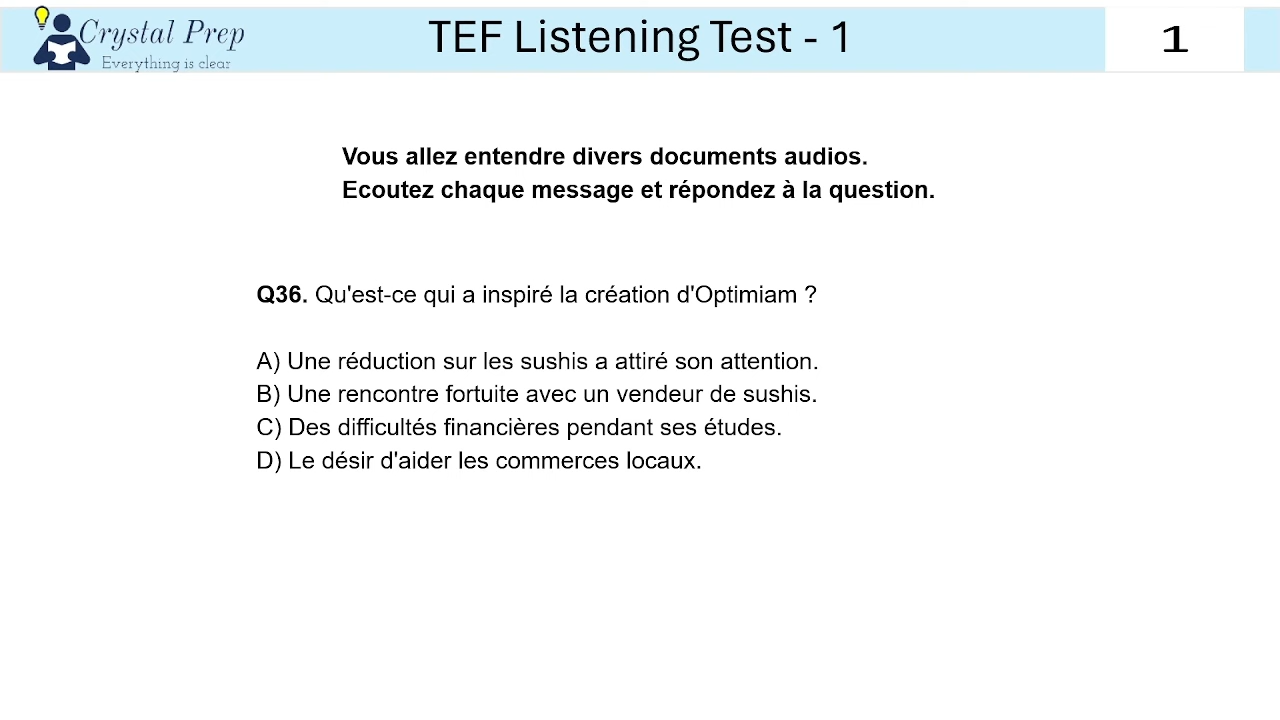 Crystal Prep
Everything is clear
TEF Listening Test - 1
1
Vous allez entendre divers documents audios.
Ecoutez chaque message et répondez à la question.
Q36. Qu'est-ce qui a inspiré la création d'Optimiam ?
A) Une réduction sur les sushis a attiré son attention.
B) Une rencontre fortuite avec un vendeur de sushis.
C) Des difficultés financières pendant ses études.
D) Le désir d'aider les commerces locaux.